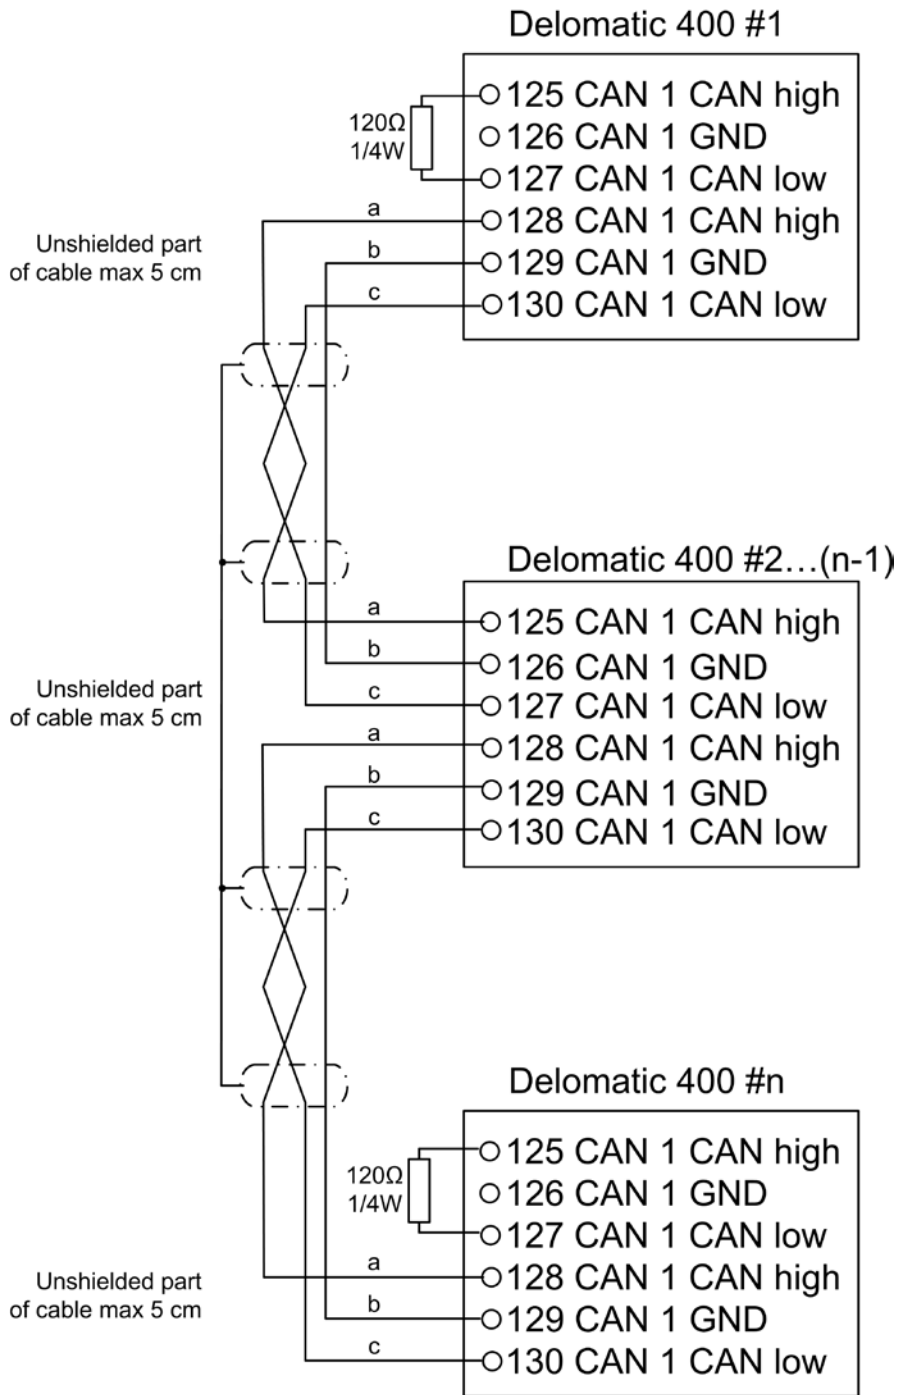 Delomatic 400 #1
125 CAN 1 CAN high
120Ω
1/4W
126 CAN 1 GND
127 CAN 1 CAN low
a
128 CAN 1 CAN high
Unshielded part
of cable max 5 cm
b
129 CAN 1 GND
c
130 CAN 1 CAN low
Delomatic 400 #2...(n-1)
a
125 CAN 1 CAN high
b
126 CAN 1 GND
Unshielded part
of cable max 5 cm
c
127 CAN 1 CAN low
a
128 CAN 1 CAN high
b
129 CAN 1 GND
c
130 CAN 1 CAN low
Delomatic 400 #n
125 CAN 1 CAN high
120Ω
1/4W
126 CAN 1 GND
127 CAN 1 CAN low
a
128 CAN 1 CAN high
Unshielded part
of cable max 5 cm
b
129 CAN 1 GND
c
130 CAN 1 CAN low